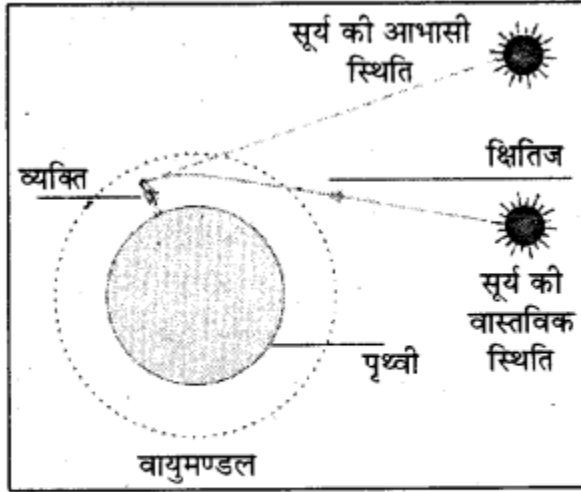 सूर्य की आभासी
स्थिति
क्षितिज
व्यक्ति
सूर्य की
वास्तविक
स्थिति
पृथ्वी
वायुमण्डल